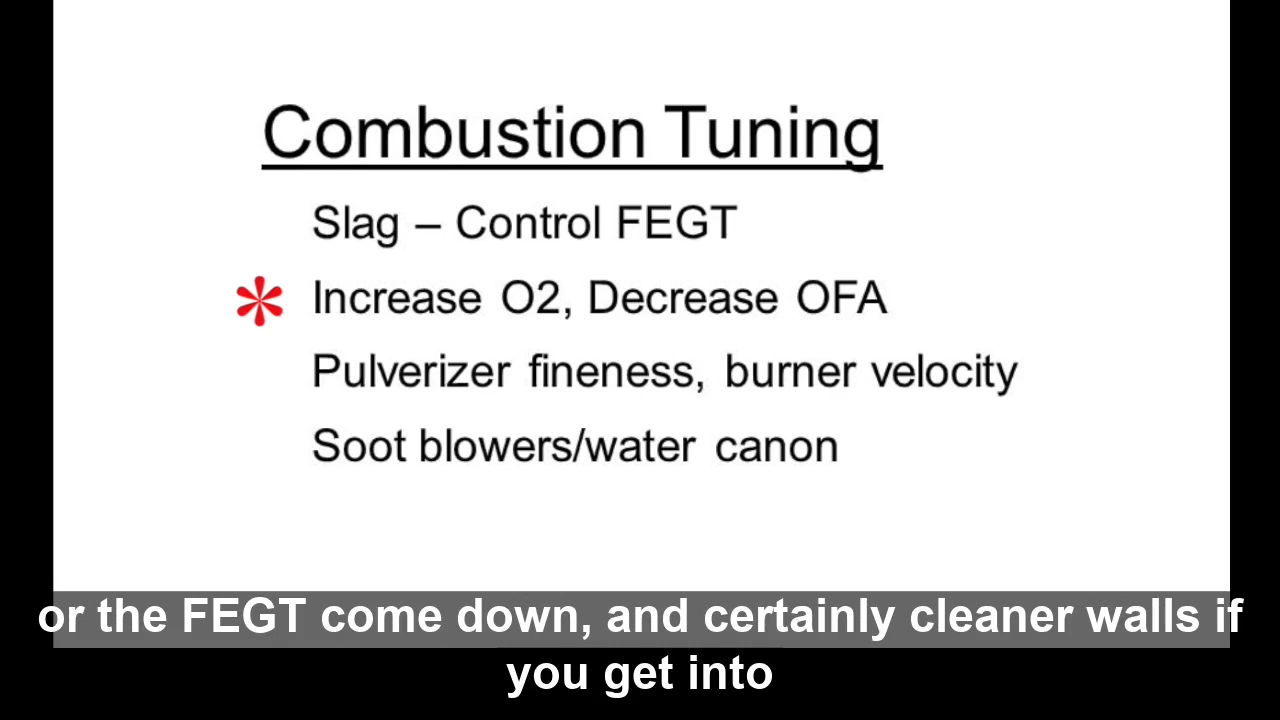 Combustion Tuning
Slag – Control FEGT
* Increase O2, Decrease OFA
Pulverizer fineness, burner velocity
Soot blowers/water canon
or the FEGT come down, and certainly cleaner walls if
you get into